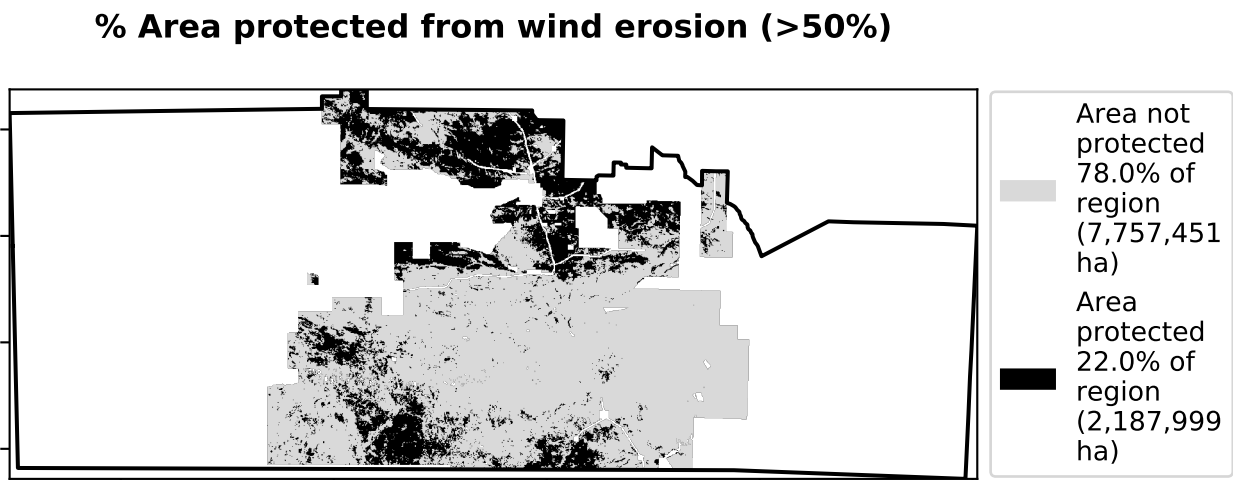 % Area protected from wind erosion (>50%)
Area not
protected
78.0% of
region
(7,757,451
ha)
Area
protected
22.0% of
region
(2,187,999
ha)